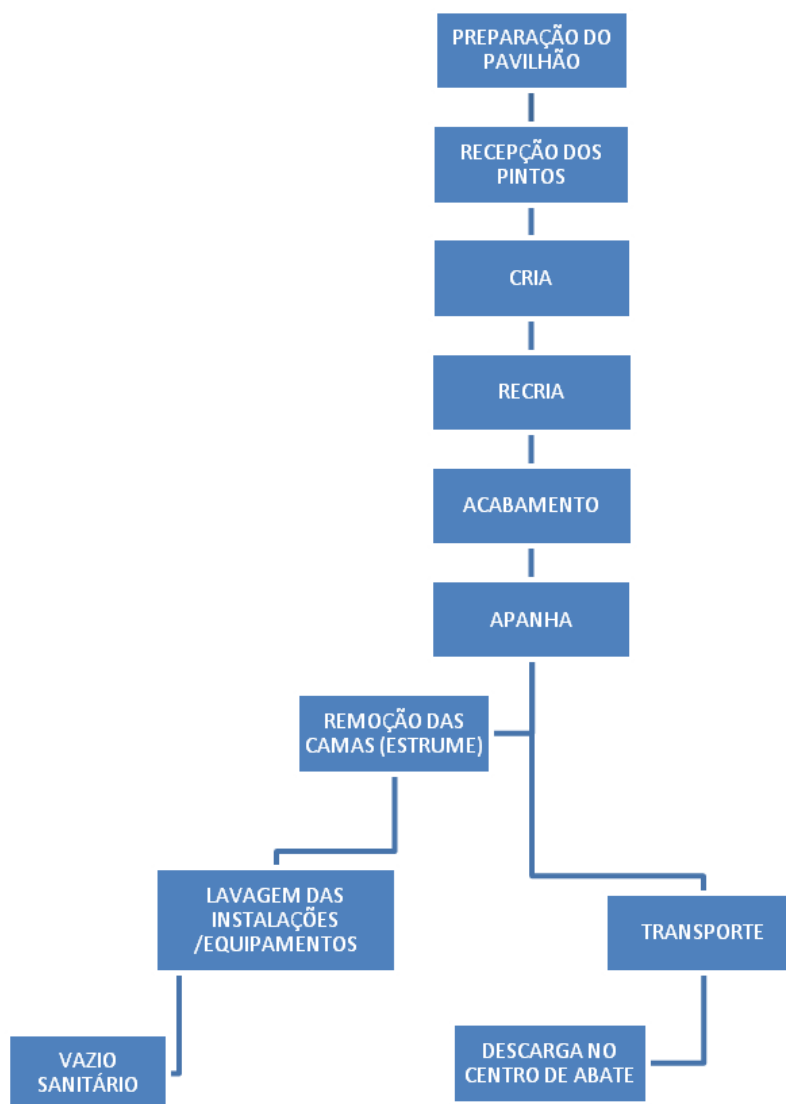 PREPARAÇÃO DO
PAVILHÃO
RECEPÇÃO DOS
PINTOS
CRIA
RECRIA
ACABAMENTO
APANHA
REMOÇÃO DAS
CAMAS (ESTRUME)
LAVAGEM DAS
INSTALAÇÕES
/EQUIPAMENTOS
TRANSPORTE
VAZIO
SANITÁRIO
DESCARGA NO
CENTRO DE ABATE